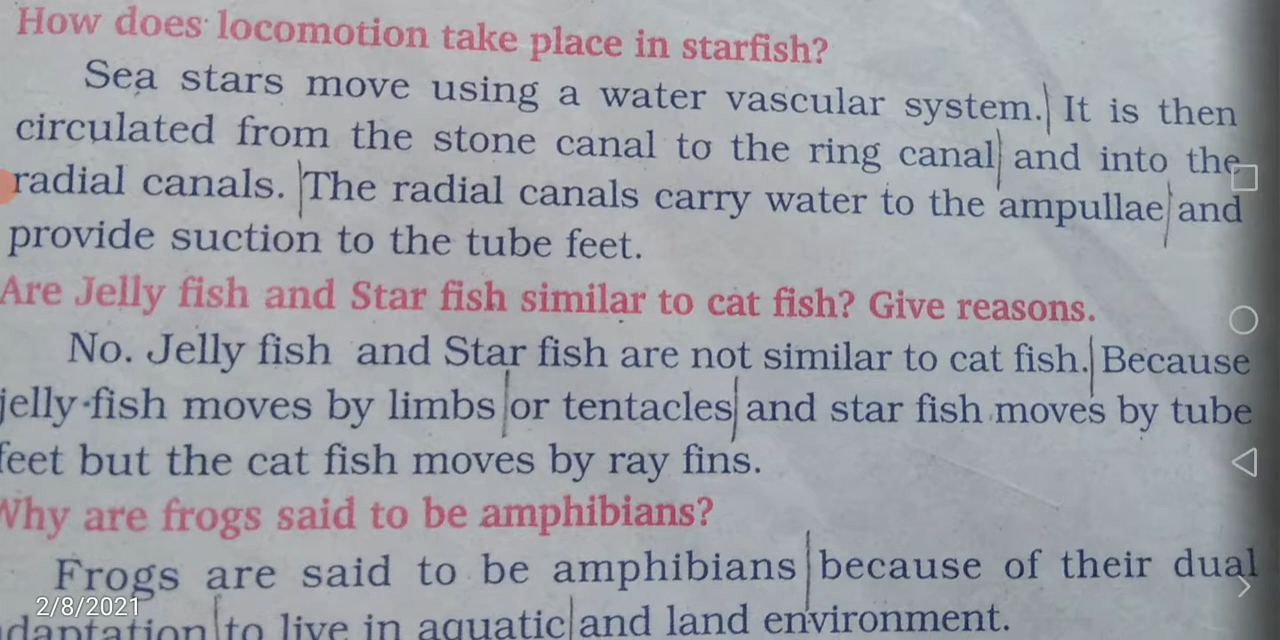 How does locomotion take place in starfish?
Sea stars move using a water vascular system. It is then
circulated from the stone canal to the ring canal and into the
radial canals. The radial canals carry water to the ampullae and
provide suction to the tube feet.
Are Jelly fish and Star fish similar to cat fish? Give reasons.
No. Jelly fish and Star fish are not similar to cat fish. Because
jelly-fish moves by limbs or tentacles and star fish moves by tube
feet but the cat fish moves by ray fins.
Why are frogs said to be amphibians?
Frogs are said to be amphibians because of their dual
daptation to live in aquatic and land environment.
2/8/2021